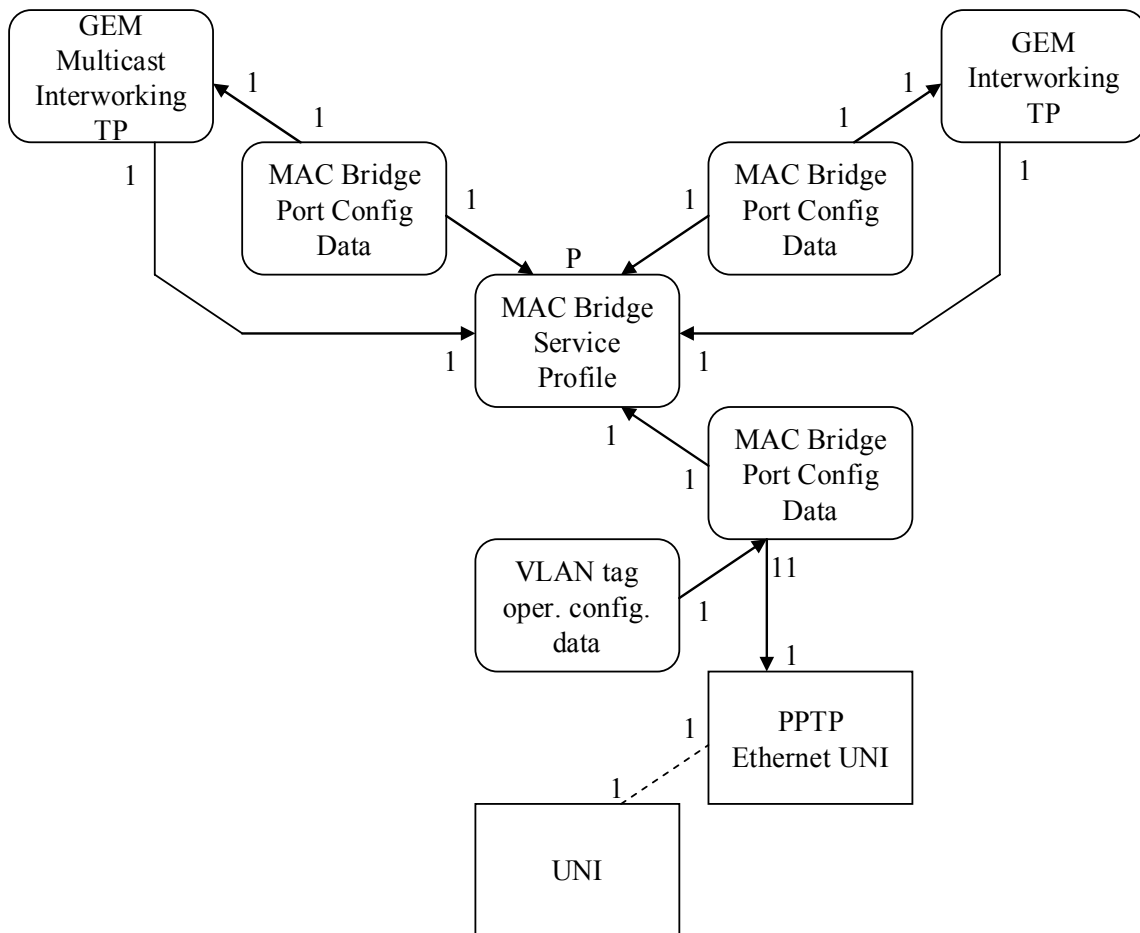 GEM
Multicast
Interworking
TP
GEM
Interworking
TP
1
1
1
1
1
1
MAC Bridge
Port Config
Data
MAC Bridge
Port Config
Data
1
1
P
MAC Bridge
Service
Profile
1
1
1
1
MAC Bridge
Port Config
Data
VLAN tag
oper. config.
data
11
1
1
PPTP
Ethernet UNI
1
1
UNI